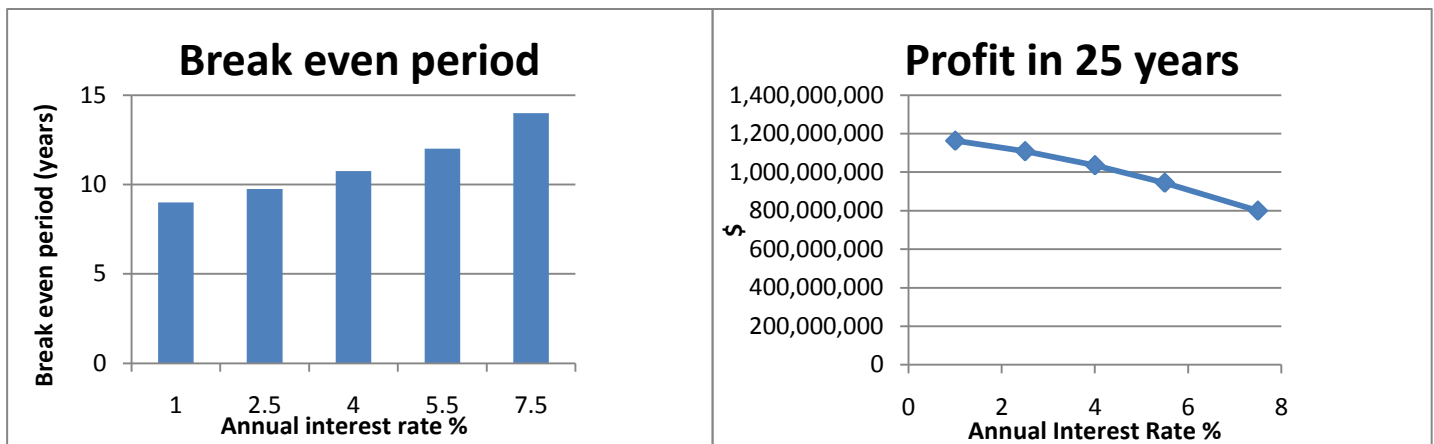 Break even period
Break even period (years)
15
10
5
0
1 2.5 4 5.5 7.5
Annual interest rate %
Profit in 25 years
$
1,400,000,000
1,200,000,000
1,000,000,000
800,000,000
600,000,000
400,000,000
200,000,000
0
0 2 4 6 8
Annual Interest Rate %